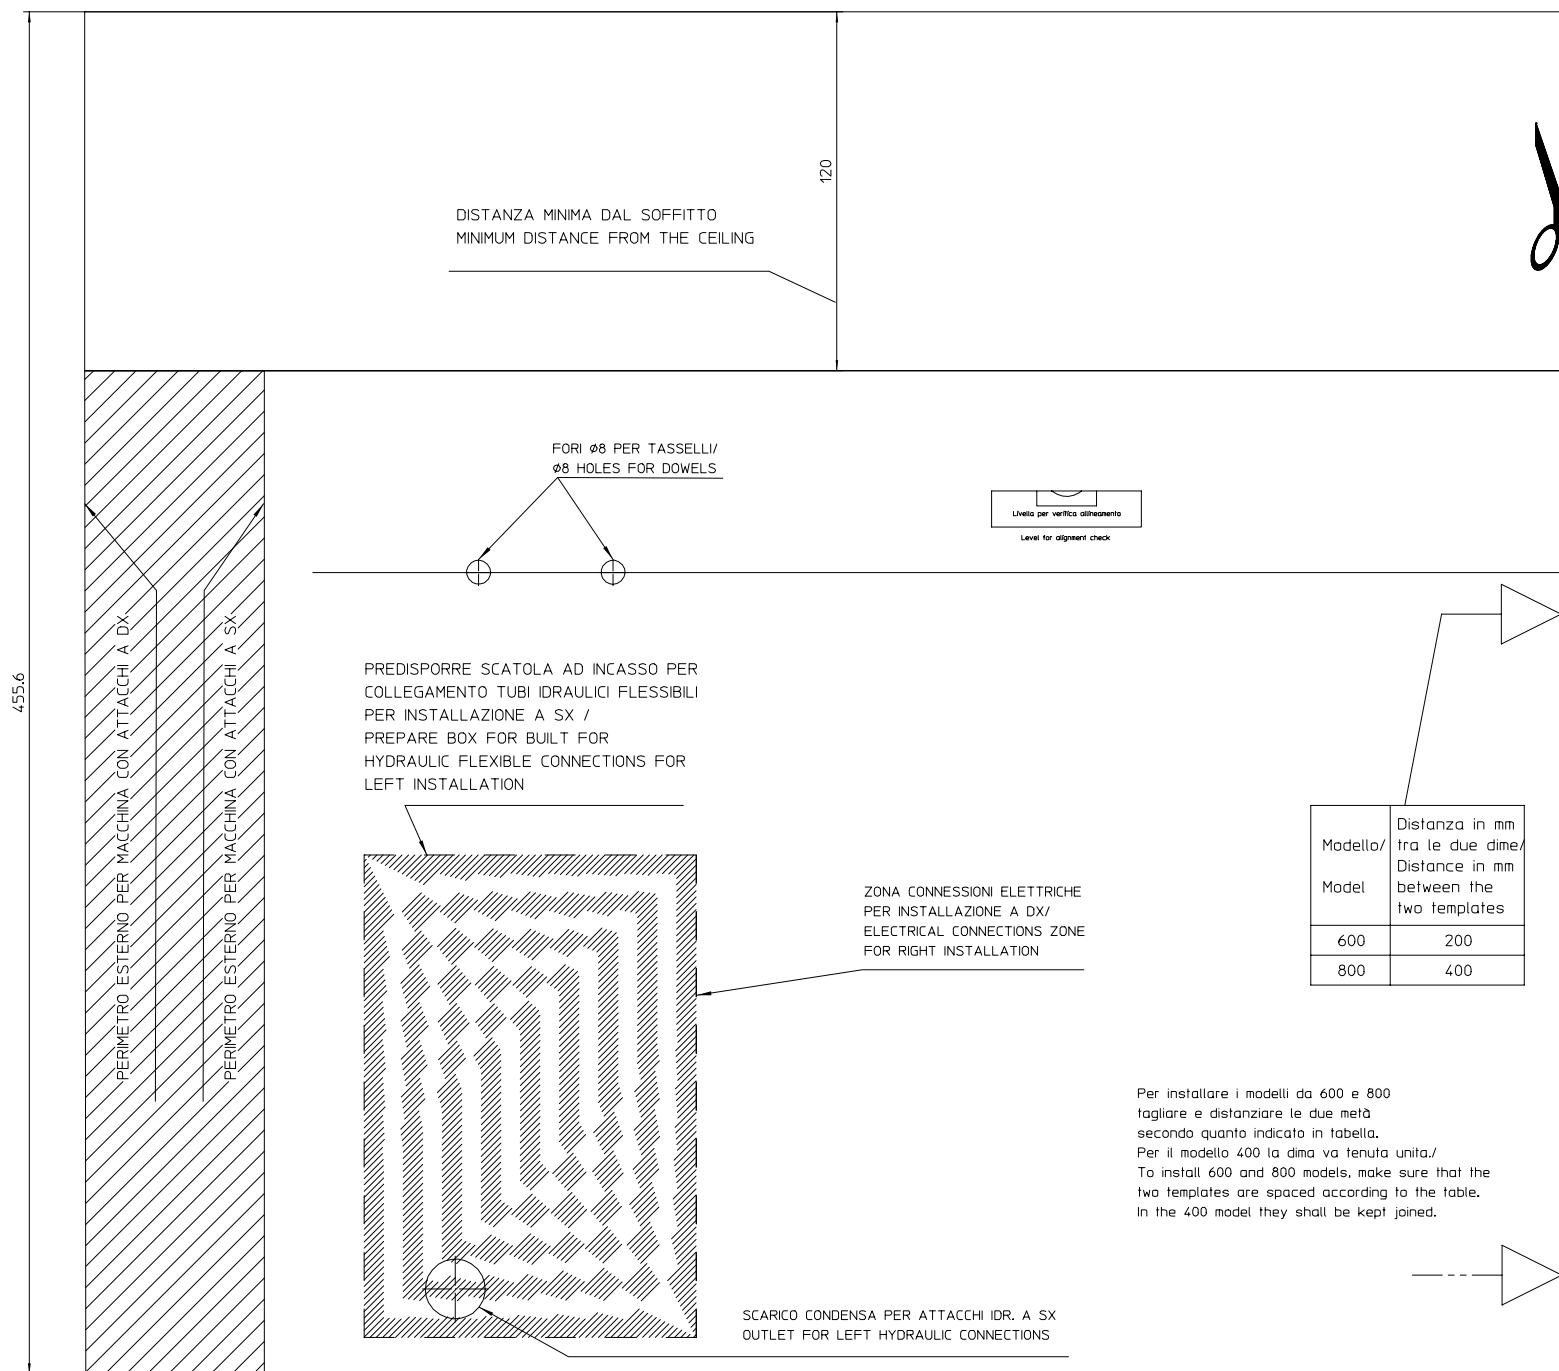 120
DISTANZA MINIMA DAL SOFFITTO
MINIMUM DISTANCE FROM THE CEILING
FORI Ø8 PER TASSELLI/
Ø8 HOLES FOR DOWELS
Livella per verifica allineamento
Level for alignment check
455.6
PERIMETRO ESTERNO PER MACCHINA CON ATTACCHI A DX
PERIMETRO ESTERNO PER MACCHINA CON ATTACCHI A SX
PREDISPORRE SCATOLA AD INCASSO PER
COLLEGAMENTO TUBI IDRAULICI FLESSIBILI
PER INSTALLAZIONE A SX /
PREPARE BOX FOR BUILT FOR
HYDRAULIC FLEXIBLE CONNECTIONS FOR
LEFT INSTALLATION
Modello/
Model
Distanza in mm
tra le due dime/
Distance in mm
between the
two templates
600 200
800 400
ZONA CONNESSIONI ELETTRICHE
PER INSTALLAZIONE A DX/
ELECTRICAL CONNECTIONS ZONE
FOR RIGHT INSTALLATION
Per installare i modelli da 600 e 800
tagliare e distanziare le due metà
secondo quanto indicato in tabella.
Per il modello 400 la dima va tenuta unita./
To install 600 and 800 models, make sure that the
two templates are spaced according to the table.
In the 400 model they shall be kept joined.
SCARICO CONDENSA PER ATTACCHI IDR. A SX
OUTLET FOR LEFT HYDRAULIC CONNECTIONS